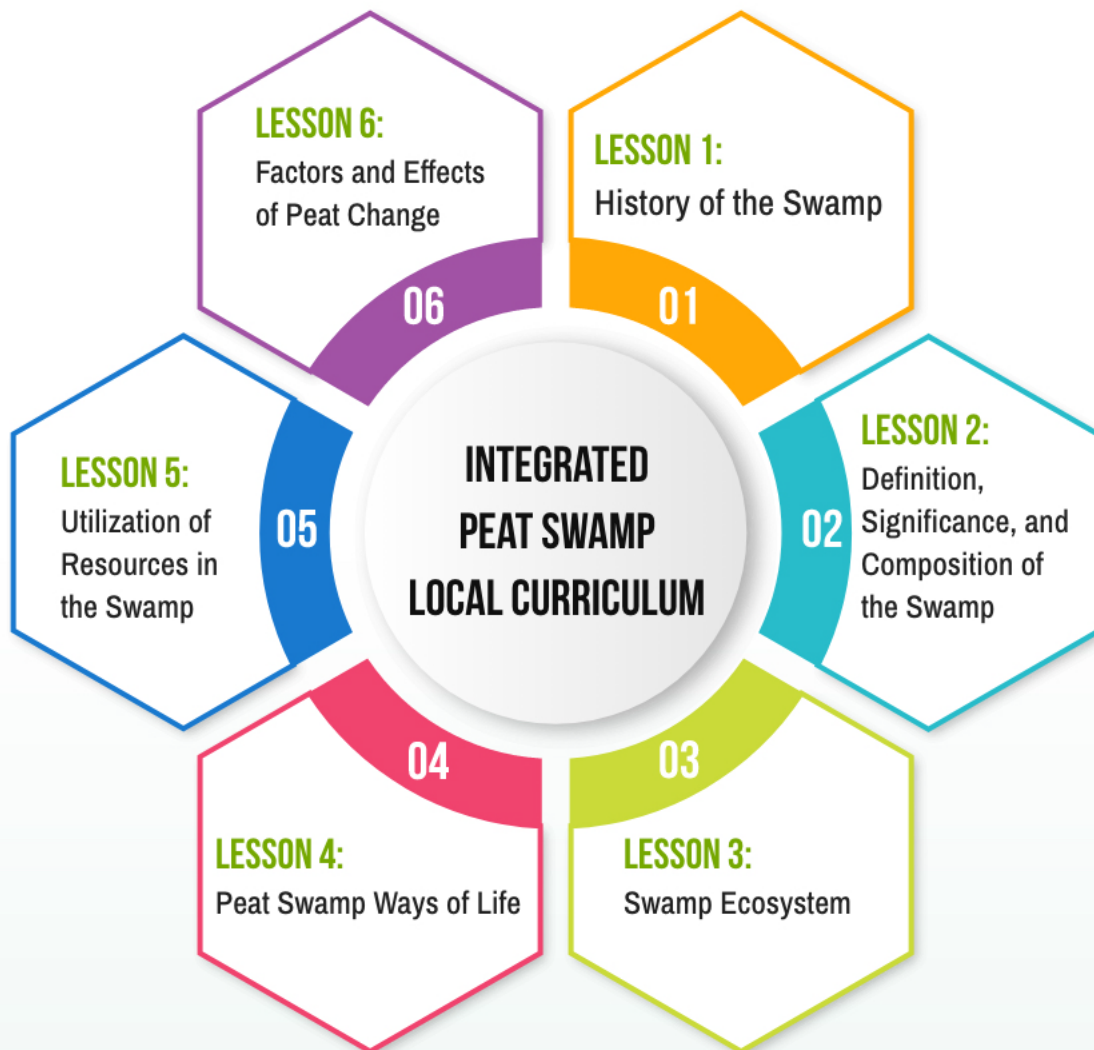 INTEGRATED
PEAT SWAMP
LOCAL CURRICULUM
LESSON 1:
History of the Swamp
01
LESSON 2:
Definition,
Significance, and
Composition of
the Swamp
02
LESSON 3:
Swamp Ecosystem
03
LESSON 4:
Peat Swamp Ways of Life
04
LESSON 5:
Utilization of
Resources in
the Swamp
05
LESSON 6:
Factors and Effects
of Peat Change
06